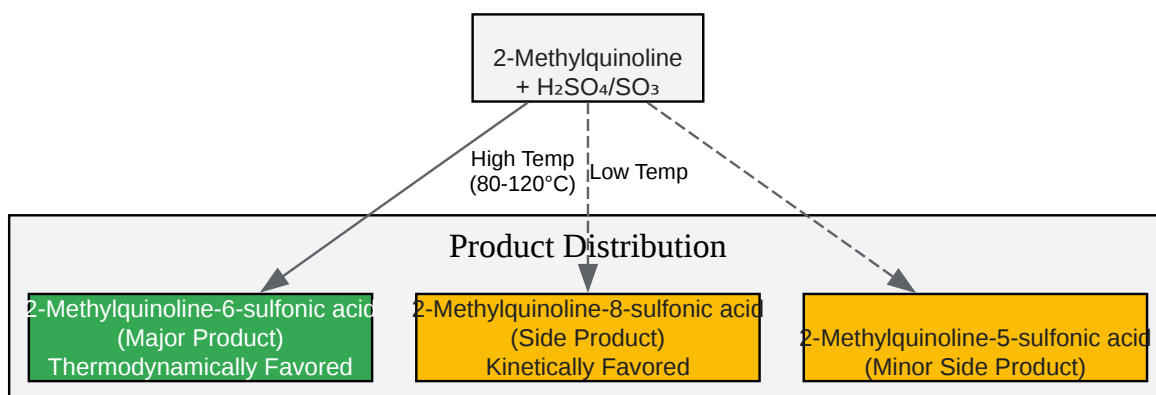 2-Methylquinoline
+ H₂SO₄/SO₃
High Temp
(80-120°C)
Low Temp
Product Distribution
2-Methylquinoline-6-sulfonic acid
(Major Product)
Thermodynamically Favored
2-Methylquinoline-8-sulfonic acid
(Side Product)
Kinetically Favored
2-Methylquinoline-5-sulfonic acid
(Minor Side Product)